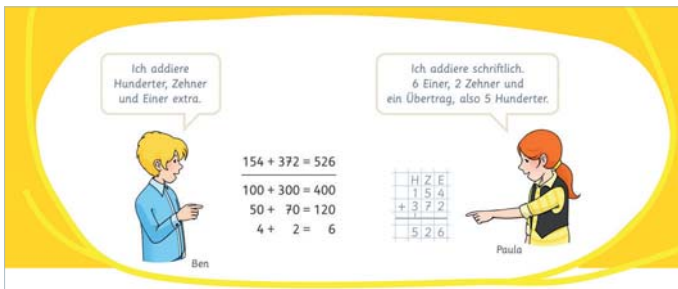 Ich addiere
Hunderter, Zehner
und Einer extra.
Ich addiere schriftlich.
6 Einer, 2 Zehner und
ein Übertrag, also 5 Hunderter.
154 + 372 = 526
100 + 300 = 400
50 + 70 = 120
4 + 2 = 6
Ben
H Z E
1 5 4
+ 3 7 2
1
5 2 6
Paula